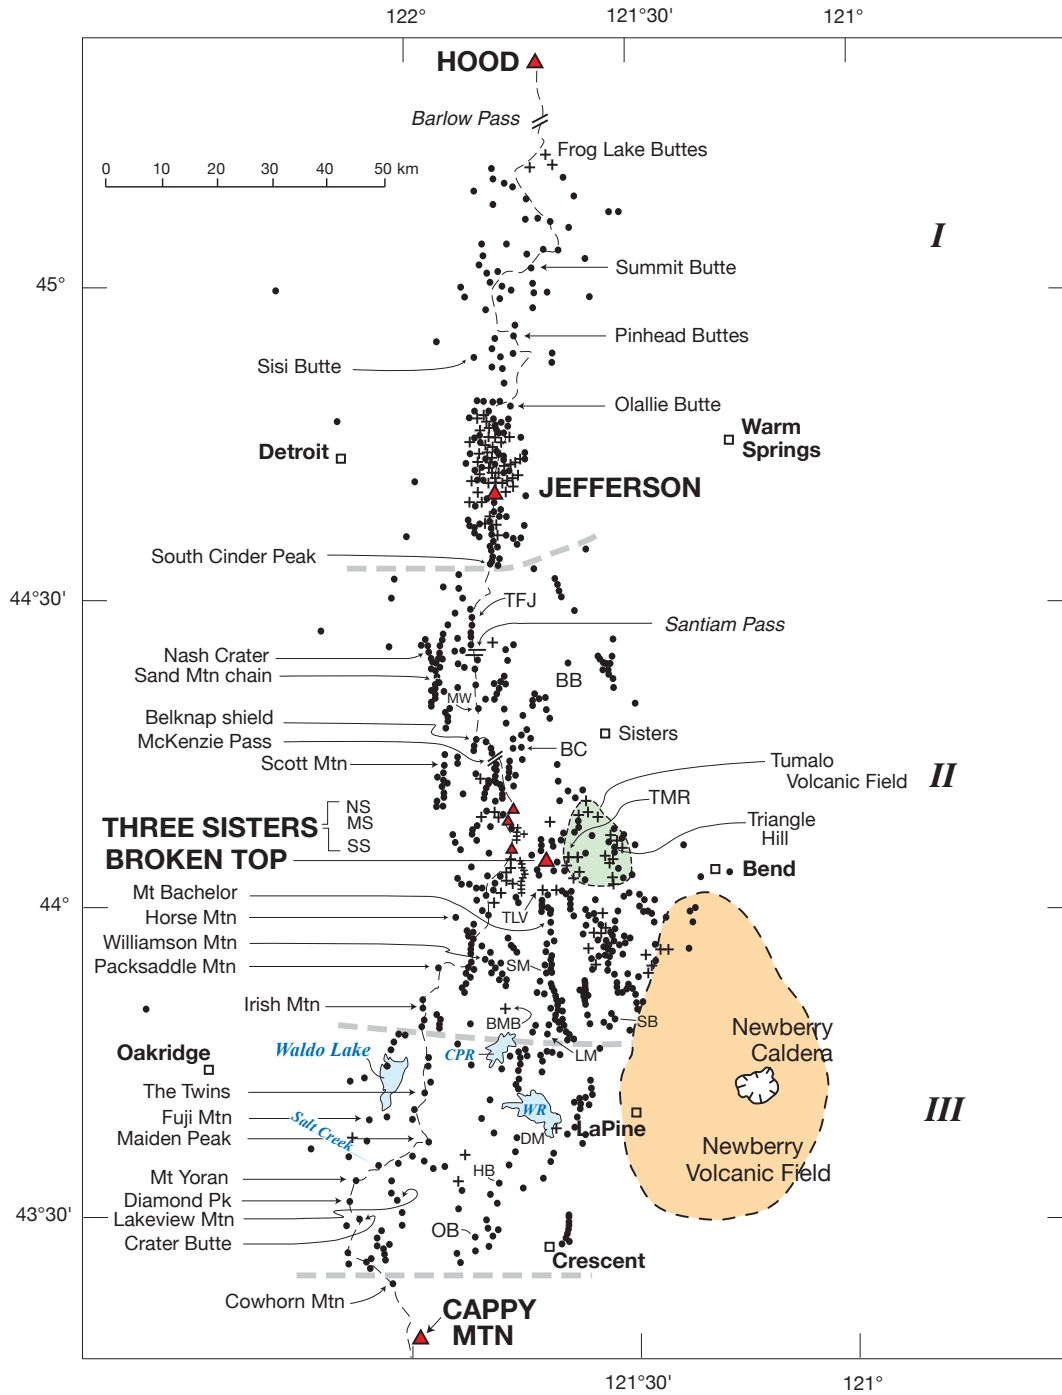 122°
121°30'
121°
HOOD
Barlow Pass
Frog Lake Buttes
0 10 20 30 40 50 km
I
Summit Butte
45°
Pinhead Buttes
Sisi Butte
Olallie Butte
Warm
Springs
Detroit
JEFFERSON
South Cinder Peak
44°30'
TFJ
Santiam Pass
Nash Crater
Sand Mtn chain
BB
MW
Belknap shield
Sisters
McKenzie Pass
BC
Scott Mtn
Tumalo
Volcanic Field
II
TMR
NS
MS
SS
THREE SISTERS
Triangle
Hill
BROKEN TOP
Bend
Mt Bachelor
44°
Horse Mtn
TLV
Williamson Mtn
Packsaddle Mtn
SM
Irish Mtn
BMB
SB
Newberry
Caldera
Oakridge
Waldo Lake
CPR
LM
The Twins
WR
III
Fuji Mtn
Salt Creek
LaPine
Maiden Peak
DM
Newberry
Volcanic Field
HB
Mt Yoran
Diamond Pk
43°30'
Lakeview Mtn
OB
Crater Butte
Crescent
Cowhorn Mtn
CAPPY
MTN
121°30'
121°